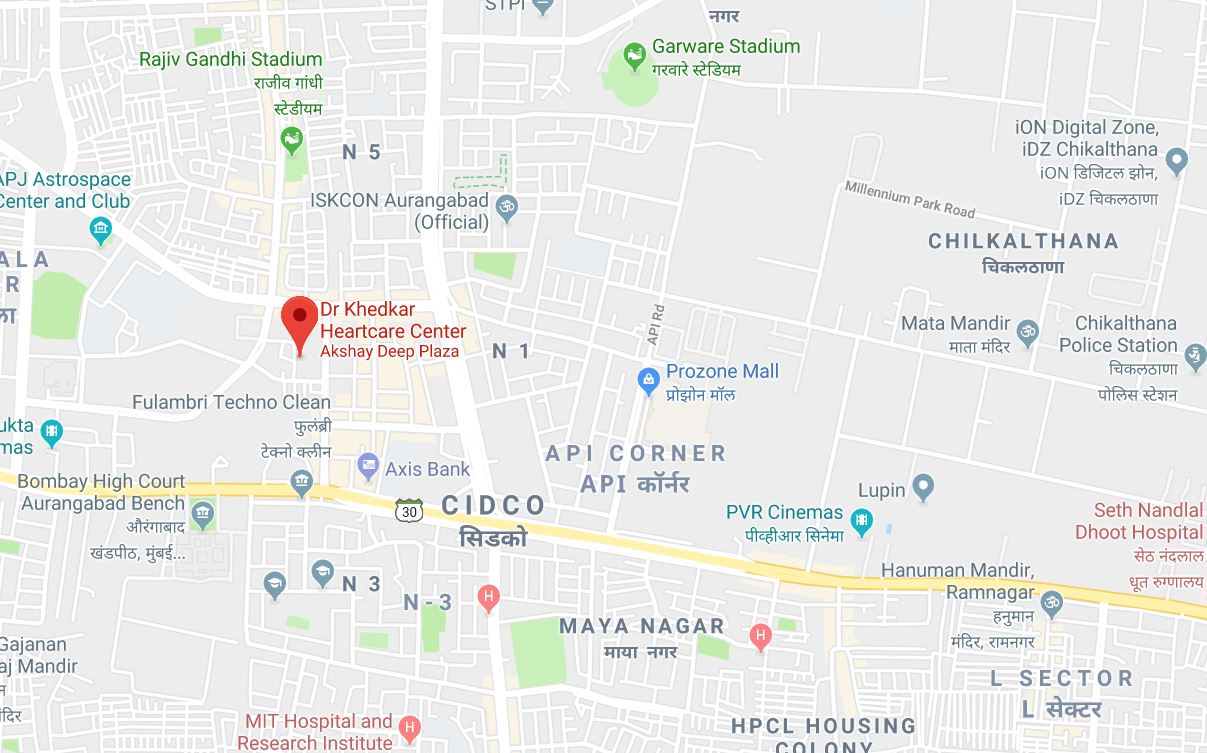 STPI
नगर
Garware Stadium
गरवारे स्टेडियम
Rajiv Gandhi Stadium
राजीव गांधी
स्टेडीयम
N 5
iON Digital Zone,
iDZ Chikalthana
iON डिजिटल झोन,
iDZ चिकलठाणा
APJ Astrospace
Center and Club
ISKCON Aurangabad
(Official)
Millennium Park Road
CHILKALTHANA
चिकलठाणा
ALA
R
ला
Dr Khedkar
Heartcare Center
Akshay Deep Plaza
N 1
API Rd
Mata Mandir
माता मंदिर
Chikalthana
Police Station
चिकलठाणा
पोलिस स्टेशन
Prozone Mall
प्रोझोन मॉल
Fulambri Techno Clean
फुलंब्री
टेक्नो क्लीन
ukta
mas
API CORNER
API कॉर्नर
Axis Bank
Bombay High Court
Aurangabad Bench
औरंगाबाद
खंडपीठ, मुंबई...
30
CIDCO
सिडको
Lupin
PVR Cinemas
पीव्हीआर सिनेमा
Seth Nandlal
Dhoot Hospital
सेठ नंदलाल
धूत रुग्णालय
Hanuman Mandir,
Ramnagar
हनुमान
मंदिर, रामनगर
N 3
N-3
H
MAYA NAGAR
माया नगर
H
Gajanan
aj Mandir
न
दिर
L SECTOR
L सेक्टर
MIT Hospital and
Research Institute
H
HPCL HOUSING
COLONY